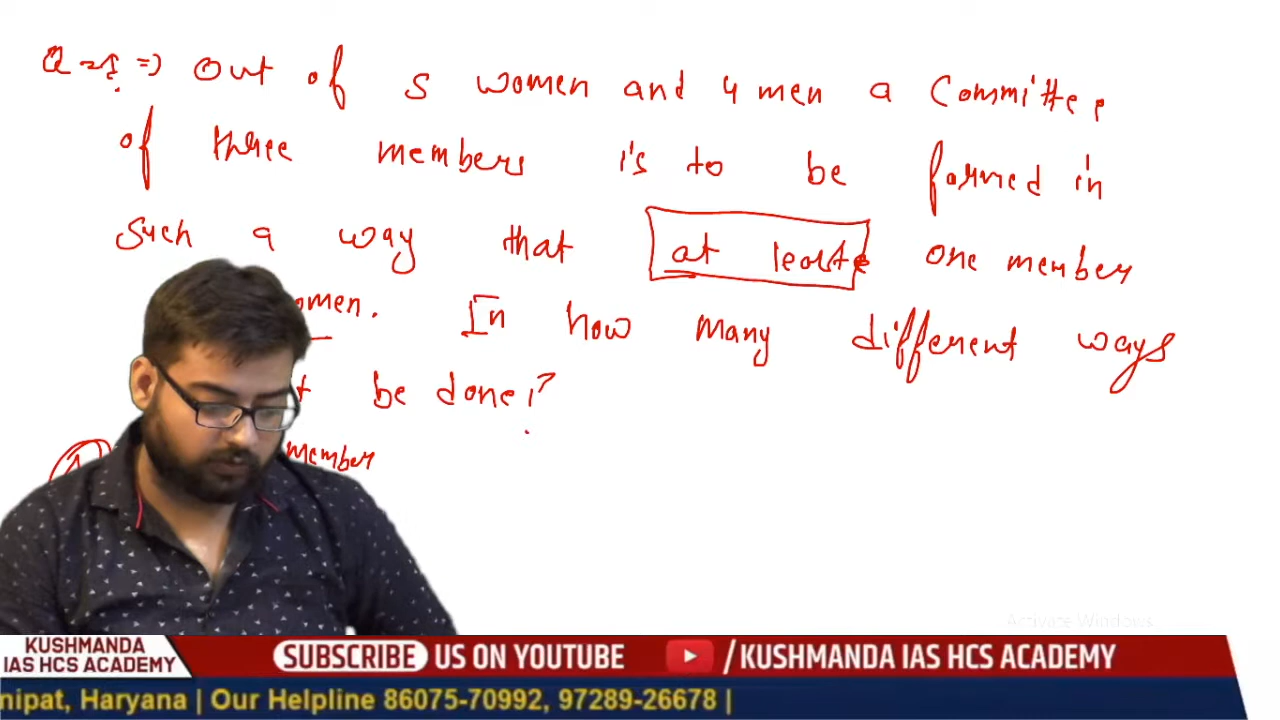 Q=> Out of 5 women and 4 men a Committee
of three members is to be formed in
Such a way that at leaste one member
omen. In how many different ways
t be done?
member
Activate Windows
KUSHMANDA
IAS HCS ACADEMY
SUBSCRIBE US ON YOUTUBE
/KUSHMANDA IAS HCS ACADEMY
nipat, Haryana | Our Helpline 86075-70992, 97289-26678 |